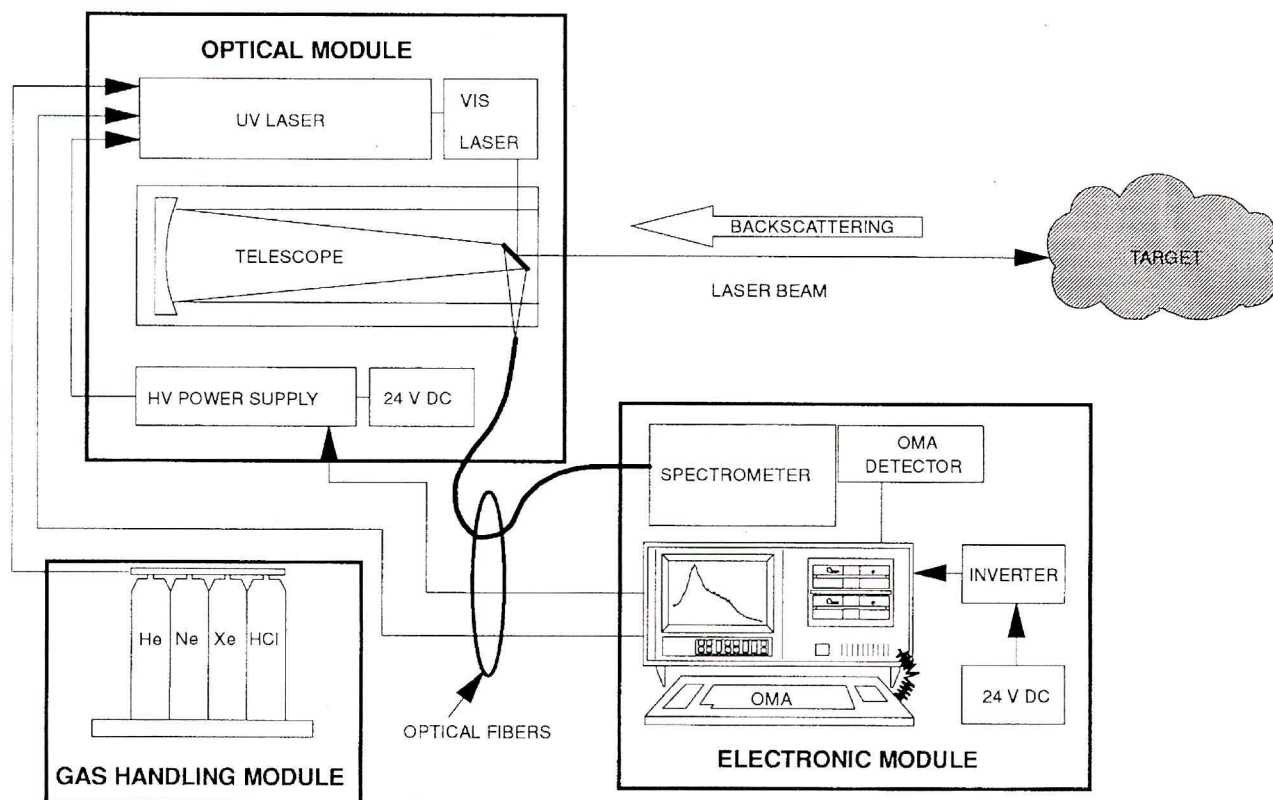 OPTICAL MODULE
UV LASER
VIS
LASER
TELESCOPE
BACKSCATTERING
LASER BEAM
TARGET
HV POWER SUPPLY
24 V DC
SPECTROMETER
OMA
DETECTOR
INVERTER
24 V DC
OMA
ELECTRONIC MODULE
He Ne Xe HCl
GAS HANDLING MODULE
OPTICAL FIBERS